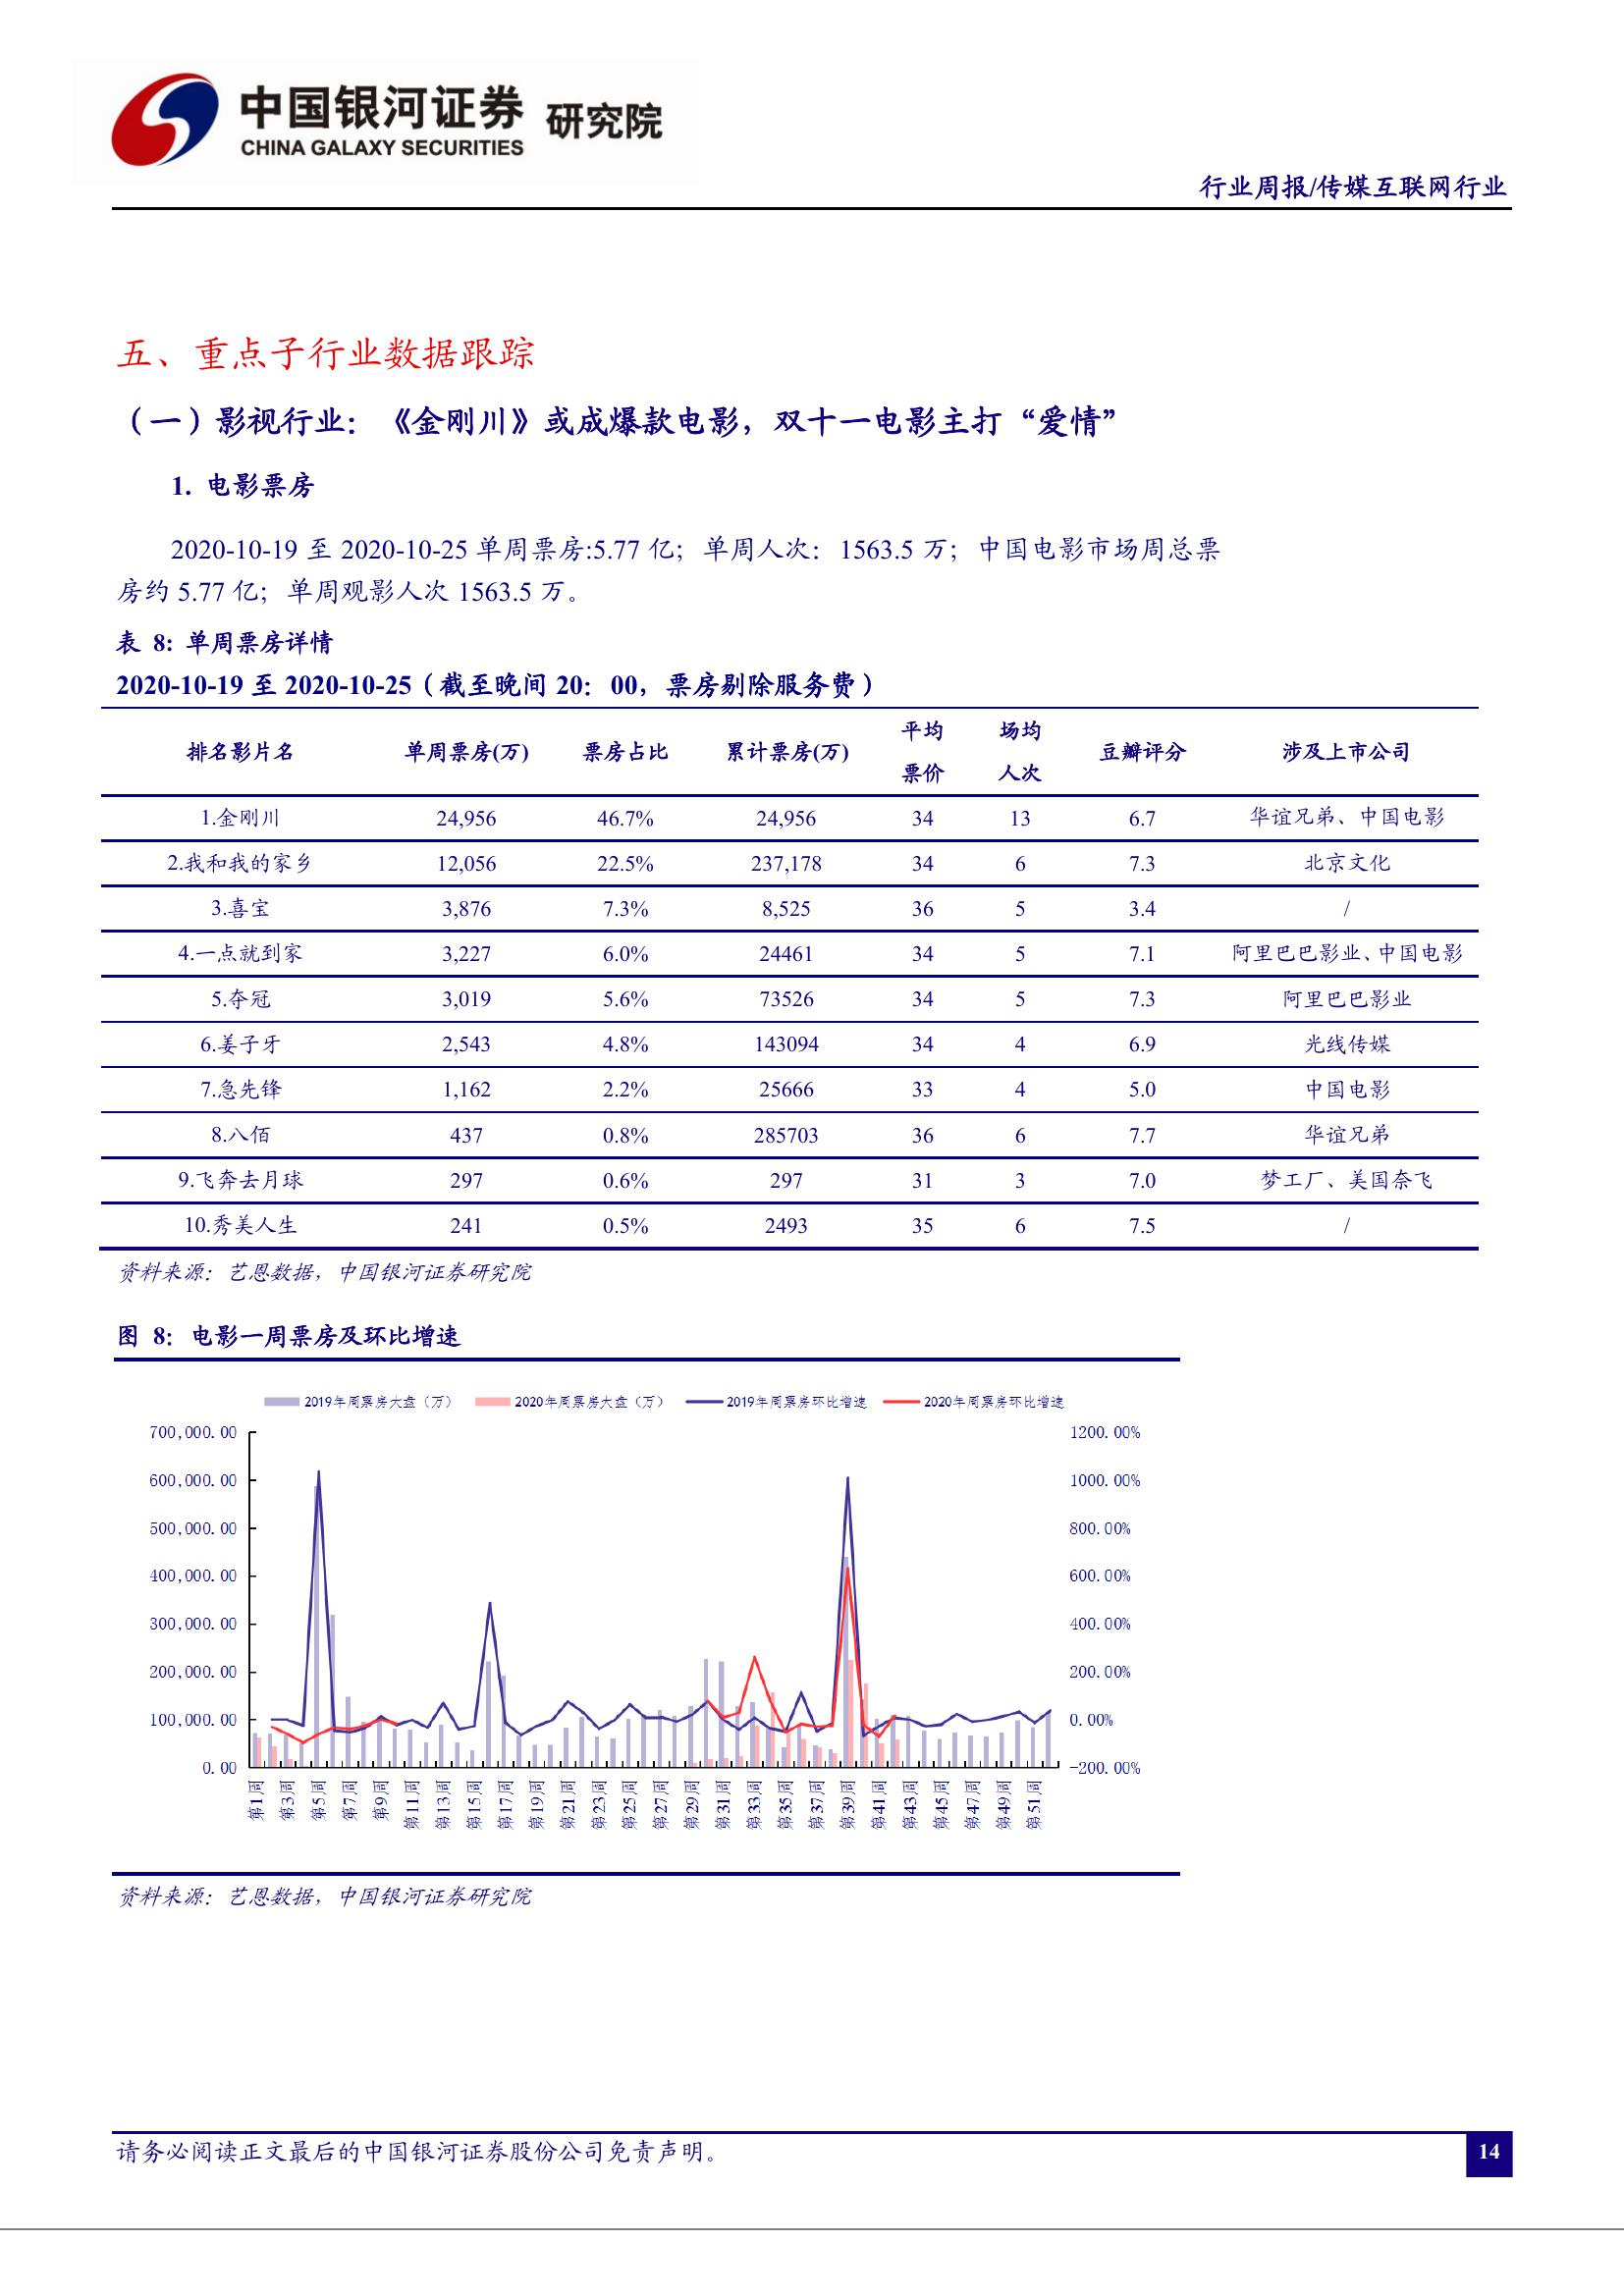 中国银河证券 研究院
CHINA GALAXY SECURITIES
行业周报/传媒互联网行业
五、重点子行业数据跟踪
（一）影视行业：《金刚川》或成爆款电影，双十一电影主打“爱情”
1. 电影票房
2020-10-19 至 2020-10-25 单周票房:5.77 亿；单周人次：1563.5 万；中国电影市场周总票
房约 5.77 亿；单周观影人次 1563.5 万。
表 8: 单周票房详情
2020-10-19 至 2020-10-25（截至晚间 20：00，票房剔除服务费）
排名影片名 单周票房(万) 票房占比 累计票房(万) 平均票价 场均人次 豆瓣评分 涉及上市公司
1.金刚川 24,956 46.7% 24,956 34 13 6.7 华谊兄弟、中国电影
2.我和我的家乡 12,056 22.5% 237,178 34 6 7.3 北京文化
3.喜宝 3,876 7.3% 8,525 36 5 3.4 /
4.一点就到家 3,227 6.0% 24461 34 5 7.1 阿里巴巴影业、中国电影
5.夺冠 3,019 5.6% 73526 34 5 7.3 阿里巴巴影业
6.姜子牙 2,543 4.8% 143094 34 4 6.9 光线传媒
7.急先锋 1,162 2.2% 25666 33 4 5.0 中国电影
8.八佰 437 0.8% 285703 36 6 7.7 华谊兄弟
9.飞奔去月球 297 0.6% 297 31 3 7.0 梦工厂、美国奈飞
10.秀美人生 241 0.5% 2493 35 6 7.5 /
资料来源：艺恩数据，中国银河证券研究院
图 8：电影一周票房及环比增速
2019年周票房大盘（万） 2020年周票房大盘（万） 2019年周票房环比增速 2020年周票房环比增速
700,000.00 1200.00%
600,000.00 1000.00%
500,000.00 800.00%
400,000.00 600.00%
300,000.00 400.00%
200,000.00 200.00%
100,000.00 0.00%
0.00 -200.00%
第1周 第3周 第5周 第7周 第9周 第11周 第13周 第15周 第17周 第19周 第21周 第23周 第25周 第27周 第29周 第31周 第33周 第35周 第37周 第39周 第41周 第43周 第45周 第47周 第49周 第51周
资料来源：艺恩数据，中国银河证券研究院
请务必阅读正文最后的中国银河证券股份公司免责声明。
14